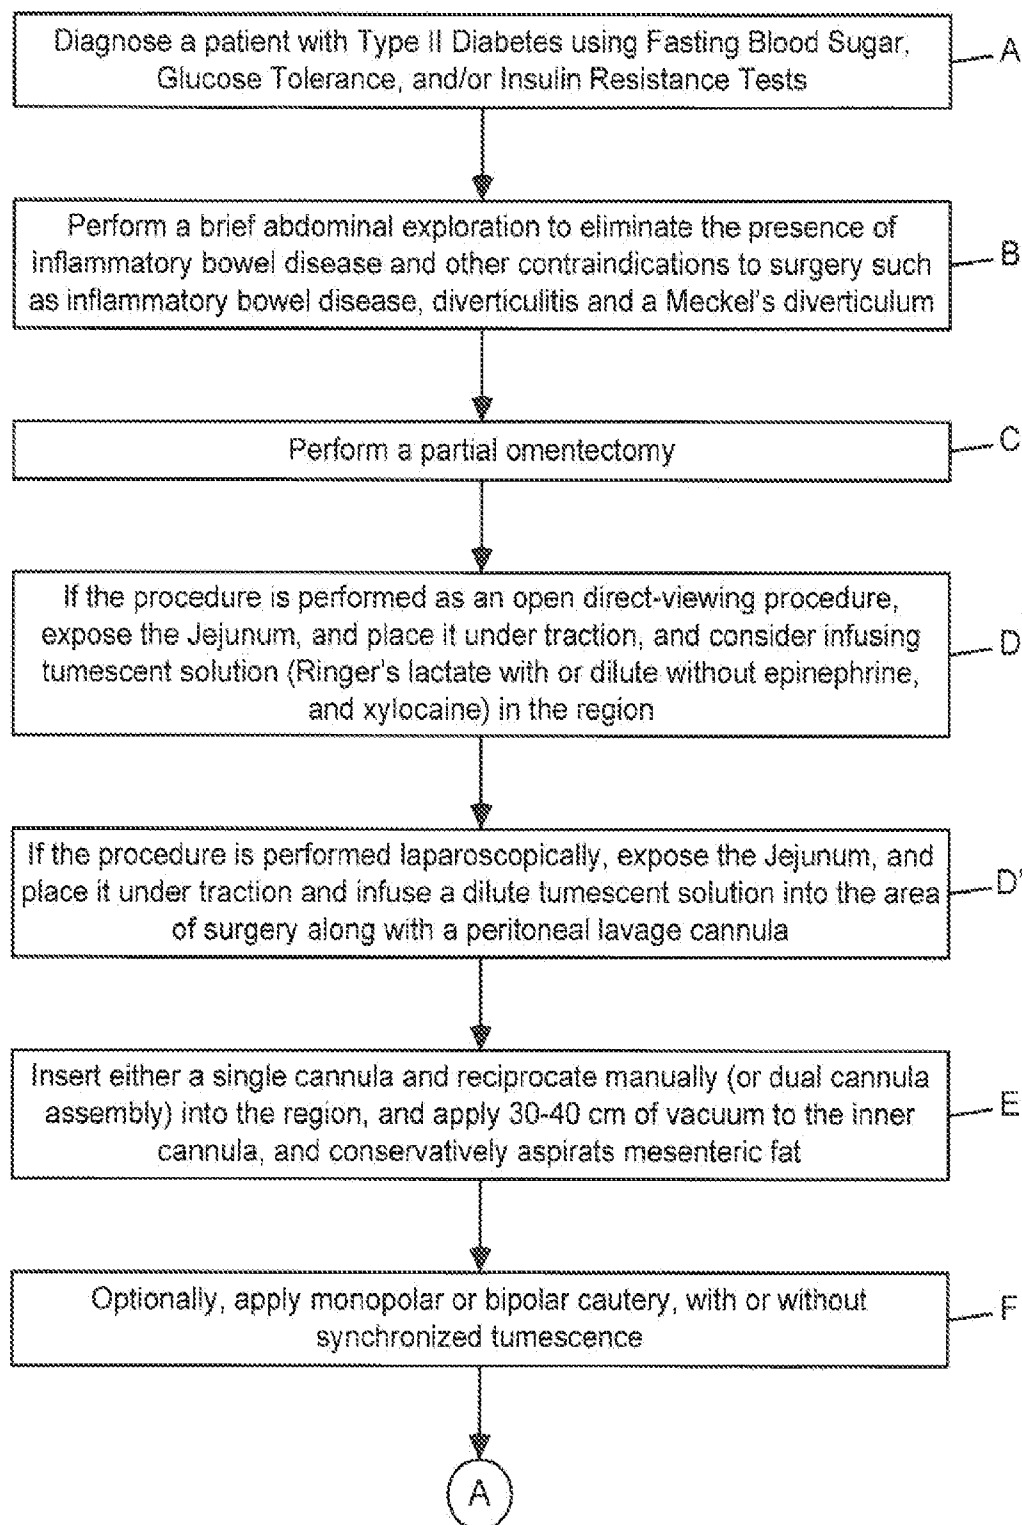 Diagnose a patient with Type II Diabetes using Fasting Blood Sugar,
Glucose Tolerance, and/or Insulin Resistance Tests
A
Perform a brief abdominal exploration to eliminate the presence of
inflammatory bowel disease and other contraindications to surgery such
as inflammatory bowel disease, diverticulitis and a Meckel's diverticulum
B
Perform a partial omentectomy
C
If the procedure is performed as an open direct-viewing procedure,
expose the Jejunum, and place it under traction, and consider infusing
tumescent solution (Ringer's lactate with or dilute without epinephrine,
and xylocaine) in the region
D
If the procedure is performed laparoscopically, expose the Jejunum, and
place it under traction and infuse a dilute tumescent solution into the area
of surgery along with a peritoneal lavage cannula
D'
Insert either a single cannula and reciprocate manually (or dual cannula
assembly) into the region, and apply 30-40 cm of vacuum to the inner
cannula, and conservatively aspirats mesenteric fat
E
Optionally, apply monopolar or bipolar cautery, with or without
synchronized tumescence
F
A